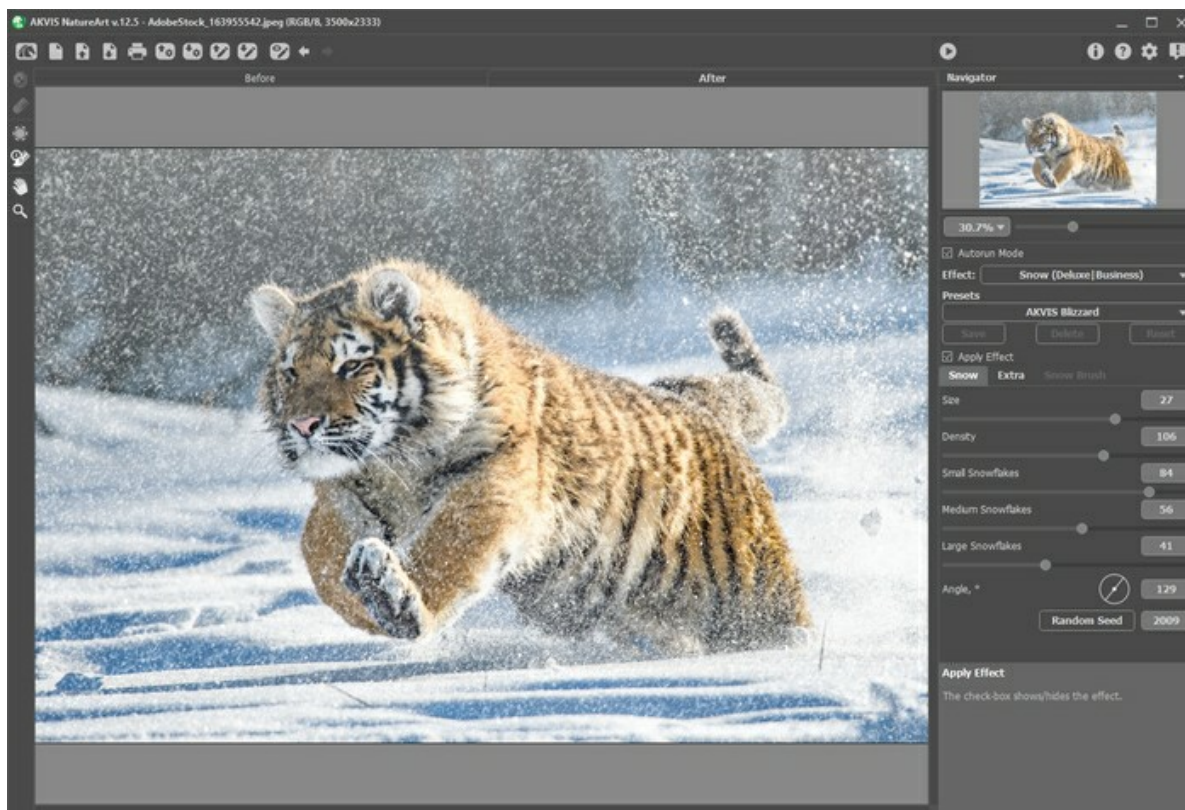 AKVIS NatureArt v.12.5 - AdobeStock_163955542.jpeg (RGB/8, 3500x2333)
Before
After
Navigator
30.7%
Autorun Mode
Effect: Snow (Deluxe|Business)
Presets
AKVIS Blizzard
Save Delete Reset
Apply Effect
Snow Extra Snow Brush
Size 27
Density 106
Small Snowflakes 84
Medium Snowflakes 56
Large Snowflakes 41
Angle, ° 129
Random Seed 2009
Apply Effect
The check-box shows/hides the effect.